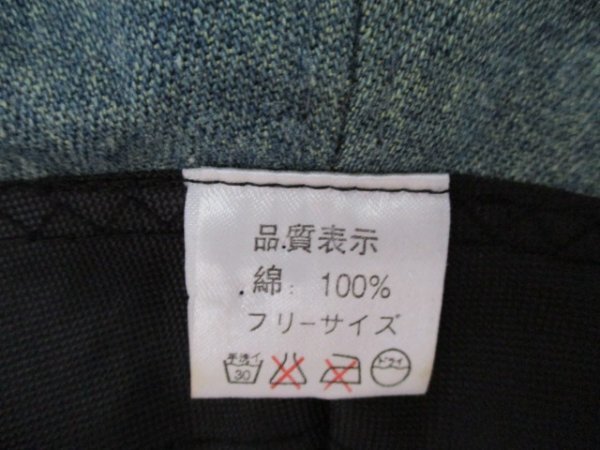 品質表示
綿: 100%
フリーサイズ
手洗イ 30 ドライ